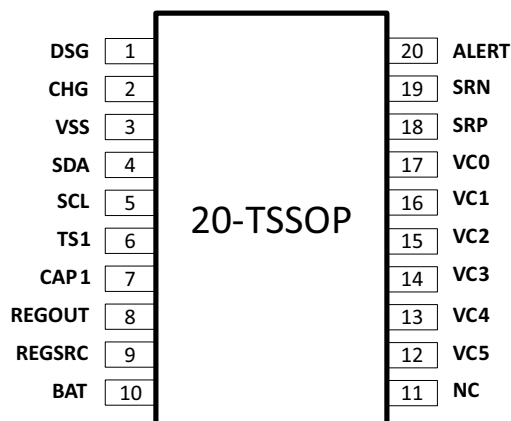 DSG 1 20 ALERT
CHG 2 19 SRN
VSS 3 18 SRP
SDA 4 17 VC0
SCL 5 16 VC1
20-TSSOP
TS1 6 15 VC2
CAP1 7 14 VC3
REGOUT 8 13 VC4
REGSRC 9 12 VC5
BAT 10 11 NC